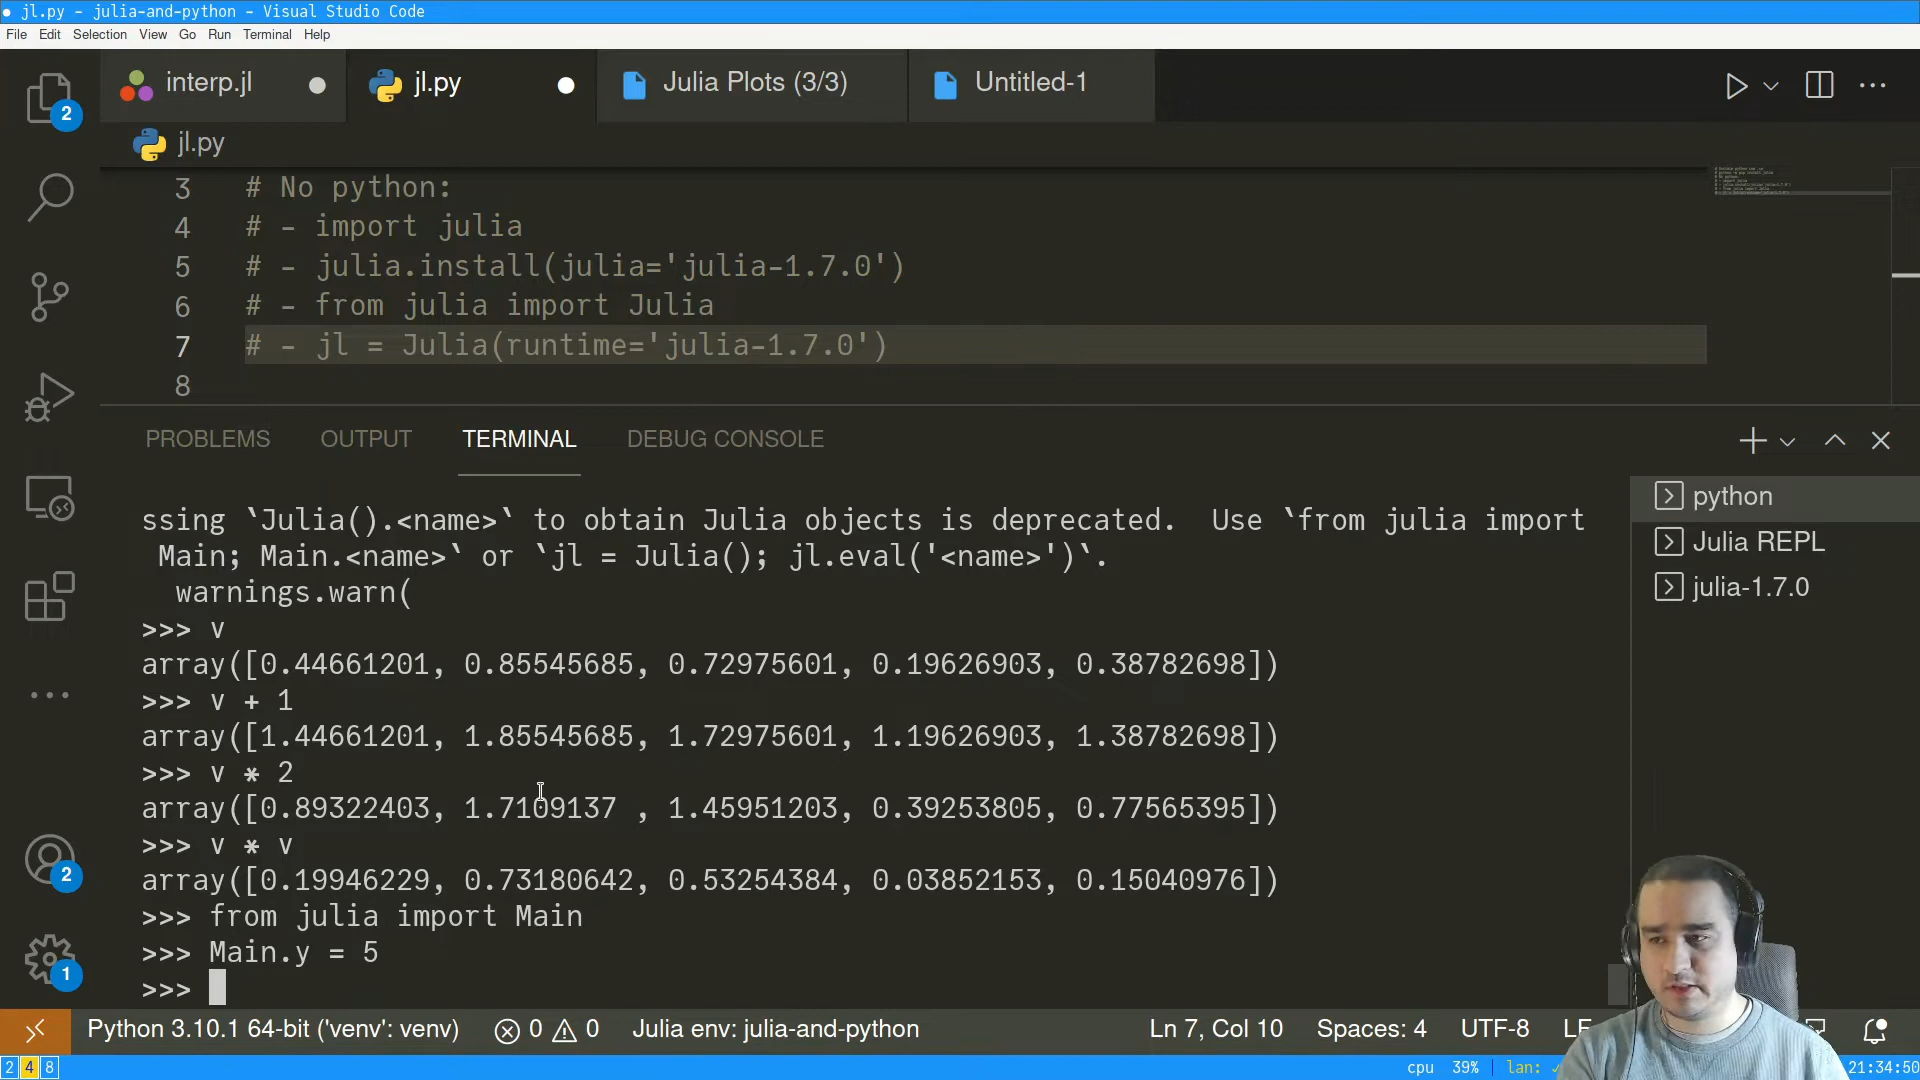 jl.py - julia-and-python - Visual Studio Code
File Edit Selection View Go Run Terminal Help
interp.jl jl.py Julia Plots (3/3) Untitled-1
2
jl.py
3 # No python:
4 # - import julia
5 # - julia.install(julia='julia-1.7.0')
6 # - from julia import Julia
7 # - jl = Julia(runtime='julia-1.7.0')
8
PROBLEMS OUTPUT TERMINAL DEBUG CONSOLE
python
Julia REPL
julia-1.7.0
ssing `Julia().<name>` to obtain Julia objects is deprecated.  Use `from julia import
 Main; Main.<name>` or `jl = Julia(); jl.eval('<name>')`.
  warnings.warn(
>>> v
array([0.44661201, 0.85545685, 0.72975601, 0.19626903, 0.38782698])
>>> v + 1
array([1.44661201, 1.85545685, 1.72975601, 1.19626903, 1.38782698])
>>> v * 2
array([0.89322403, 1.7109137 , 1.45951203, 0.39253805, 0.77565395])
>>> v * v
array([0.19946229, 0.73180642, 0.53254384, 0.03852153, 0.15040976])
>>> from julia import Main
>>> Main.y = 5
>>>
2
1
Python 3.10.1 64-bit ('venv': venv) 0 0 Julia env: julia-and-python Ln 7, Col 10 Spaces: 4 UTF-8
2 4 8 cpu 39% lan: 21:34:50